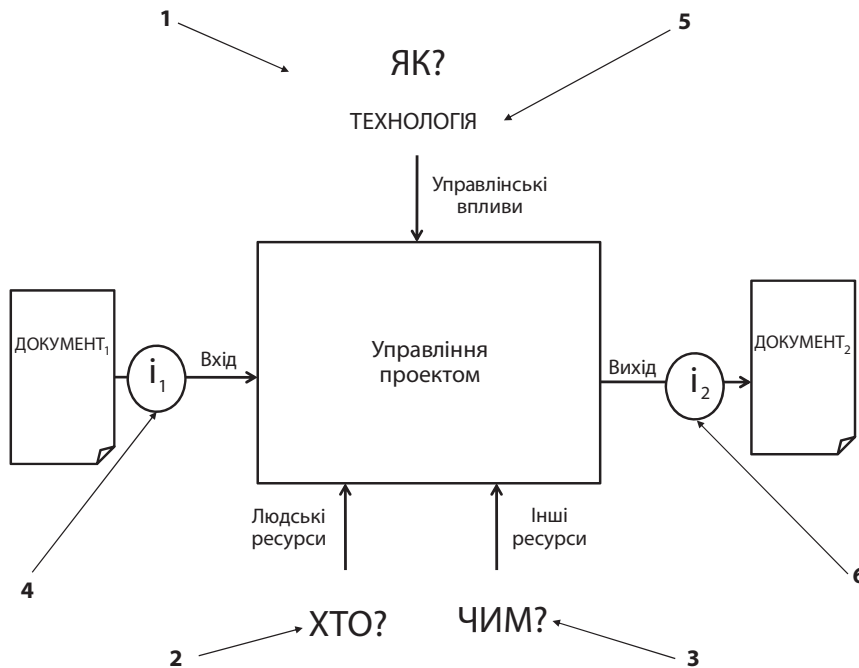 1
5
ЯК?
ТЕХНОЛОГІЯ
Управлінські
впливи
ДОКУМЕНТ₁
i₁
Вхід
Управління
проектом
Вихід
i₂
ДОКУМЕНТ₂
Людські
ресурси
Інші
ресурси
4
6
ХТО?
ЧИМ?
2
3